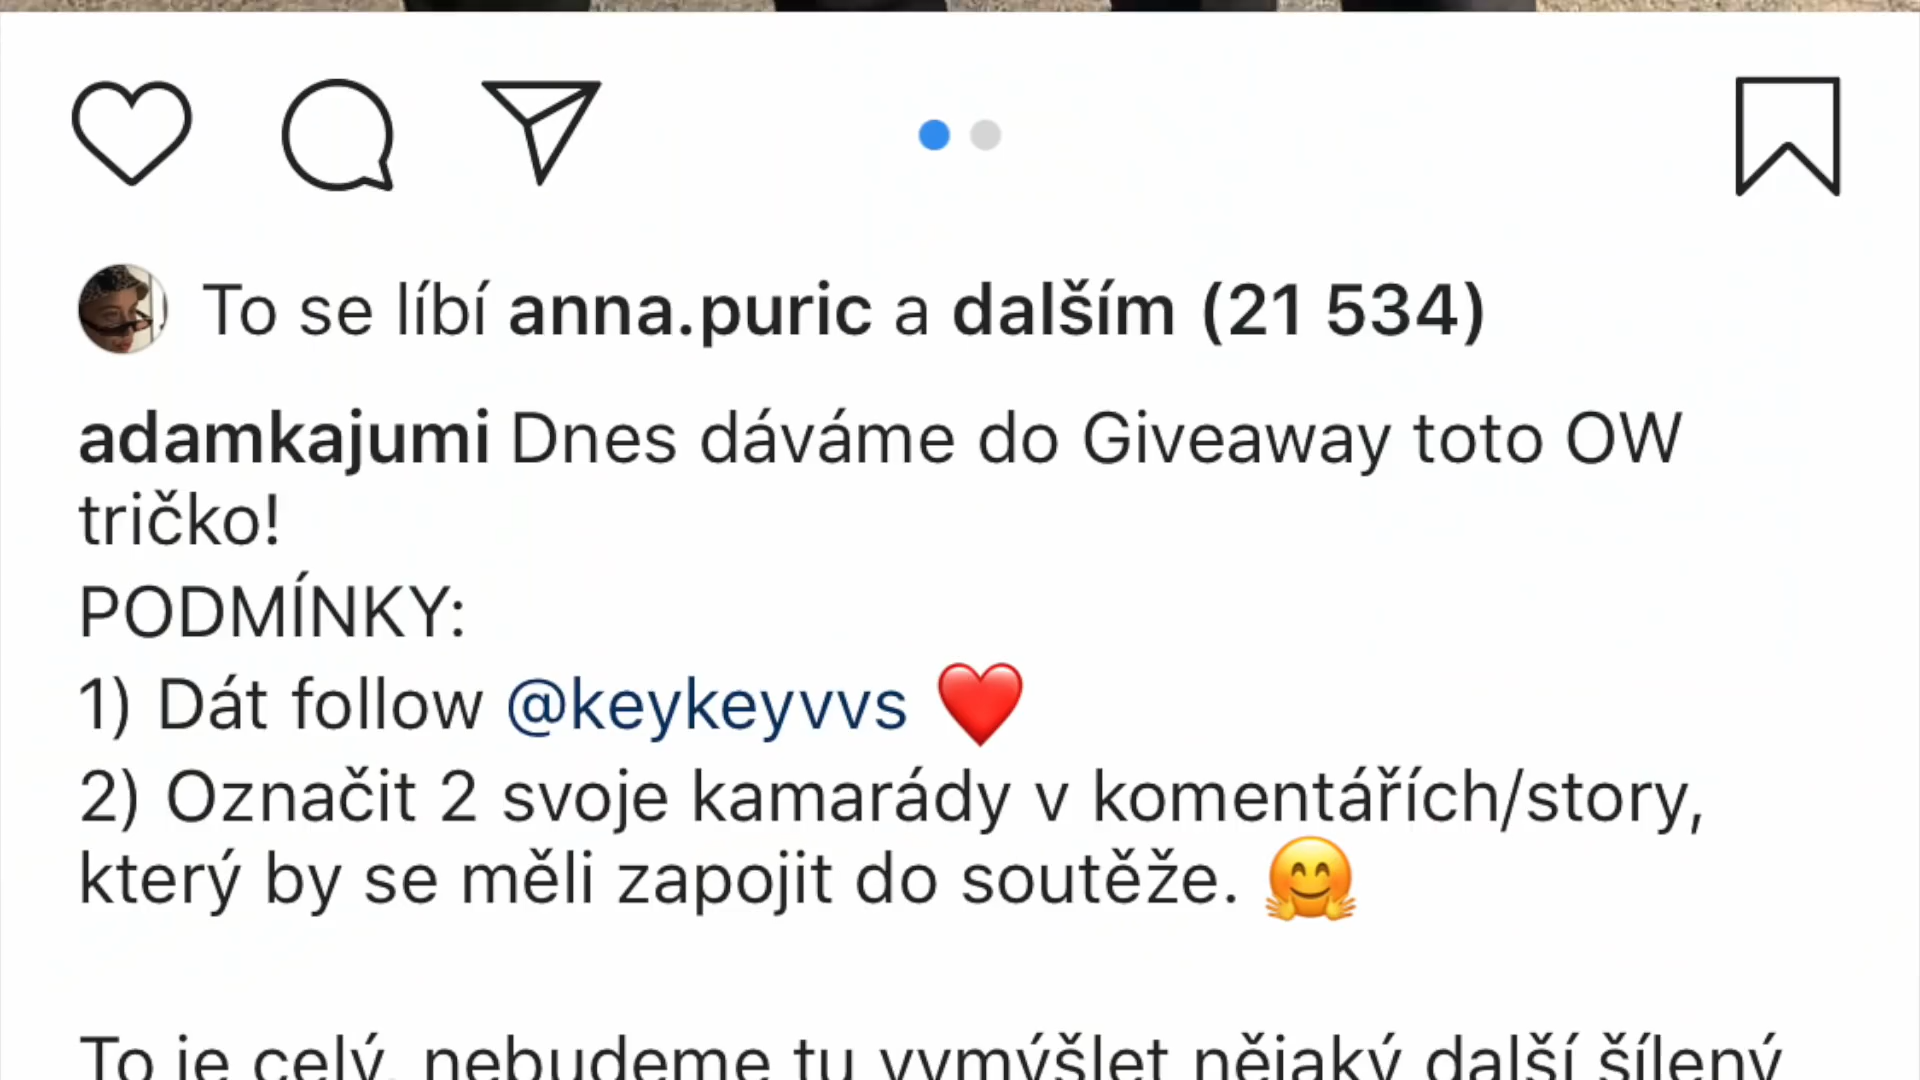 To se líbí anna.puric a dalším (21 534)
adamkajumi Dnes dáváme do Giveaway toto OW
tričko!
PODMÍNKY:
1) Dát follow @keykeyvvs ❤️
2) Označit 2 svoje kamarády v komentářích/story,
který by se měli zapojit do soutěže. 🤗
To je celý, nebudeme tu vymýšlet nějaký další šílený